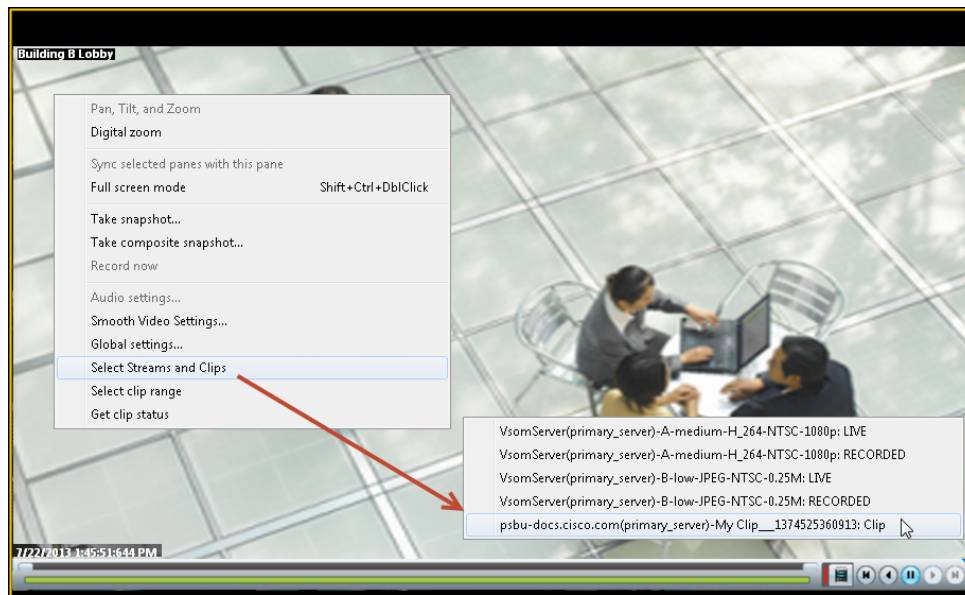 Building B Lobby
Pan, Tilt, and Zoom
Digital zoom
Sync selected panes with this pane
Full screen mode Shift+Ctrl+DblClick
Take snapshot...
Take composite snapshot...
Record now
Audio settings...
Smooth Video Settings...
Global settings...
Select Streams and Clips
Select clip range
Get clip status
VsomServer(primary_server)-A-medium-H_264-NTSC-1080p: LIVE
VsomServer(primary_server)-A-medium-H_264-NTSC-1080p: RECORDED
VsomServer(primary_server)-B-low-JPEG-NTSC-0.25M: LIVE
VsomServer(primary_server)-B-low-JPEG-NTSC-0.25M: RECORDED
psbu-docs.cisco.com(primary_server)-My Clip__1374525360913: Clip
7/22/2013 1:45:51:644 PM